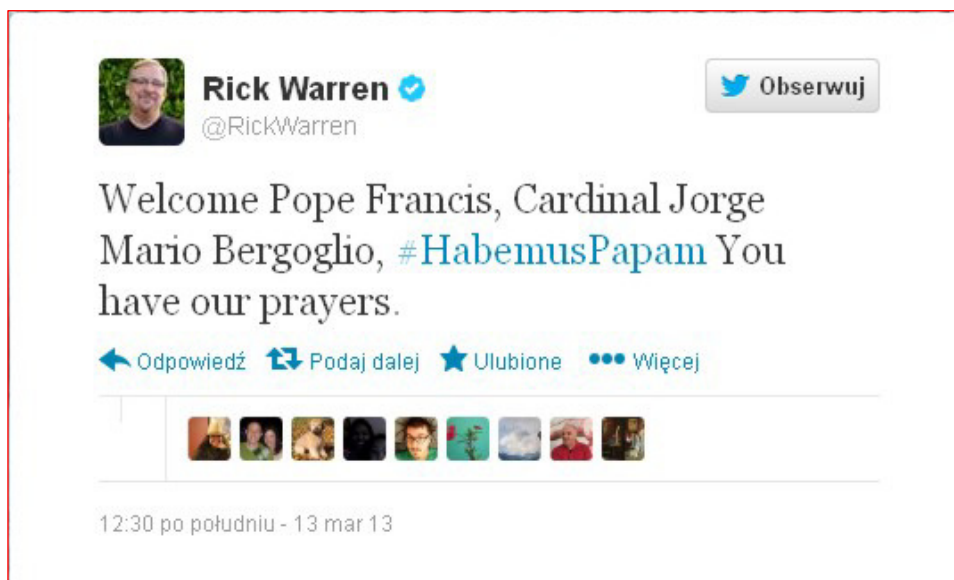 Rick Warren
Obserwuj
@RickWarren
Welcome Pope Francis, Cardinal Jorge
Mario Bergoglio, #HabemusPapam You
have our prayers.
Odpowiedź Podaj dalej Ulubione Więcej
12:30 po południu - 13 mar 13